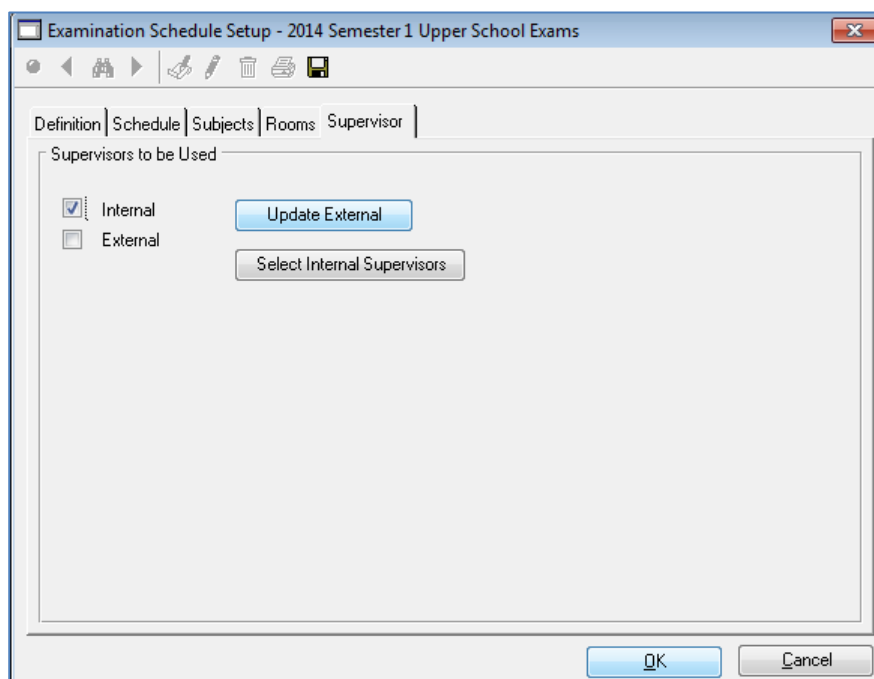 Examination Schedule Setup - 2014 Semester 1 Upper School Exams
Definition Schedule Subjects Rooms Supervisor
Supervisors to be Used
Internal Update External
External
Select Internal Supervisors
OK Cancel